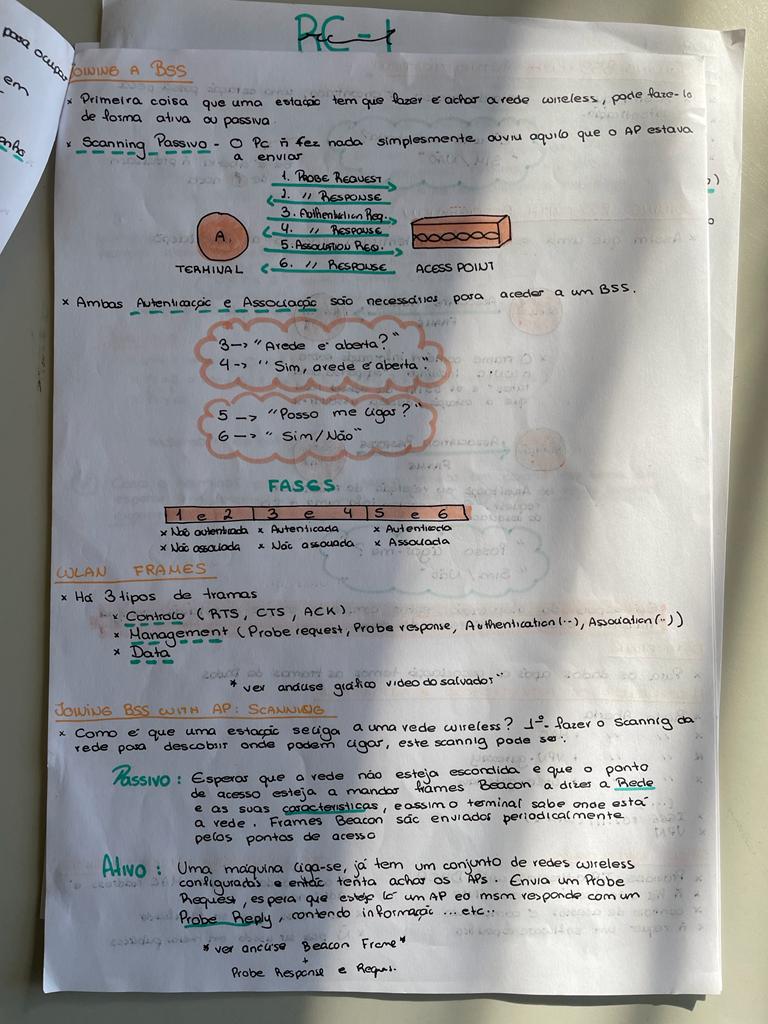 para ocupar
em
RC-1
JOINING A BSS
× Primeira coisa que uma estação tem que fazer é achar a rede wireless, pode faze-lo
de forma ativa ou passiva.
× Scanning Passivo - O Pc ñ fez nada simplesmente ouviu aquilo que o AP estava
a enviar
1. PROBE REQUEST
2. " RESPONSE
3. Authentication Req.
4. " RESPONSE
5. ASSOCIATION REQ.
6. " RESPONSE
A.
TERMINAL
ACESS POINT
× Ambas Autenticação e Associação são necessárias para aceder a um BSS.
3 -> "A rede é aberta?"
4 -> "Sim, a rede é aberta."
5 -> "Posso me ligar?"
6 -> "Sim/Não"
FASES
1 e 2 | 3 e 4 | 5 e 6
× Não autenticada × Autenticada × Autenticada
× Não associada × Não associada × Associada
WLAN FRAMES
× Há 3 tipos de tramas
× Controlo (RTS, CTS, ACK)
× Management (Probe request, Probe response, Authentication(..), Association(..))
× Data
* ver análise gráfico video do salvador"
JOINING BSS WITH AP: SCANNING
× Como é que uma estação se liga a uma rede wireless? 1º- fazer o scannig da
rede para descobrir onde podem ligar, este scannig pode ser:
PASSIVO: Esperar que a rede não esteja escondida e que o ponto
de acesso esteja a mandar frames Beacon a dizer a Rede
e as suas características, e assim o terminal sabe onde está
a rede. Frames Beacon são enviados periodicalmente
pelos pontos de acesso
ATIVO: Uma máquina liga-se, já tem um conjunto de redes wireless
configuradas e então tenta achar os APs. Envia um Probe
Request, espera que esteja lá um AP e o msm responde com um
Probe Reply, contendo informação ... etc..
* ver análise Beacon Frame *
+
Probe Response e Reques.